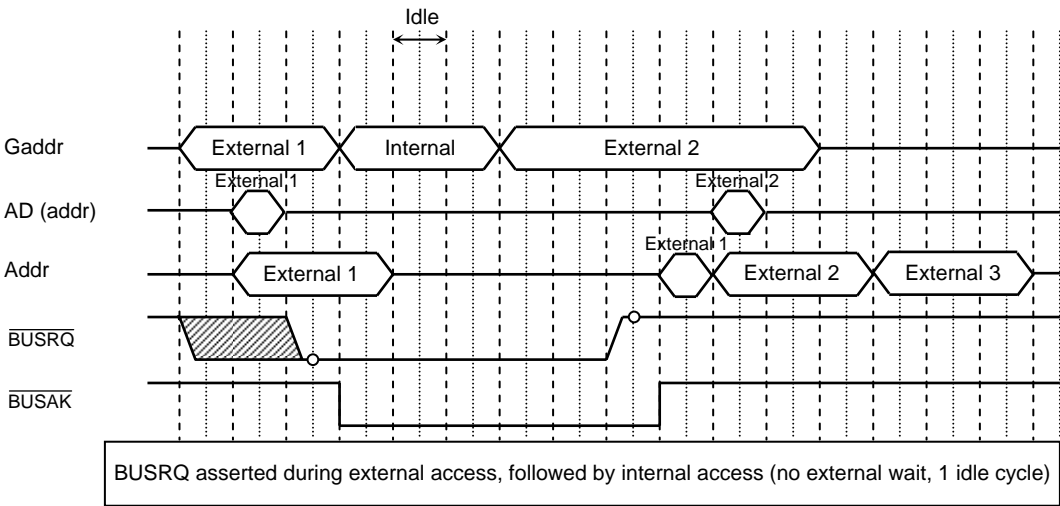 Idle
Gaddr
External 1
Internal
External 2
AD (addr)
External 1
External 2
Addr
External 1
External 1
External 2
External 3
BUSRQ
BUSAK
BUSRQ asserted during external access, followed by internal access (no external wait, 1 idle cycle)